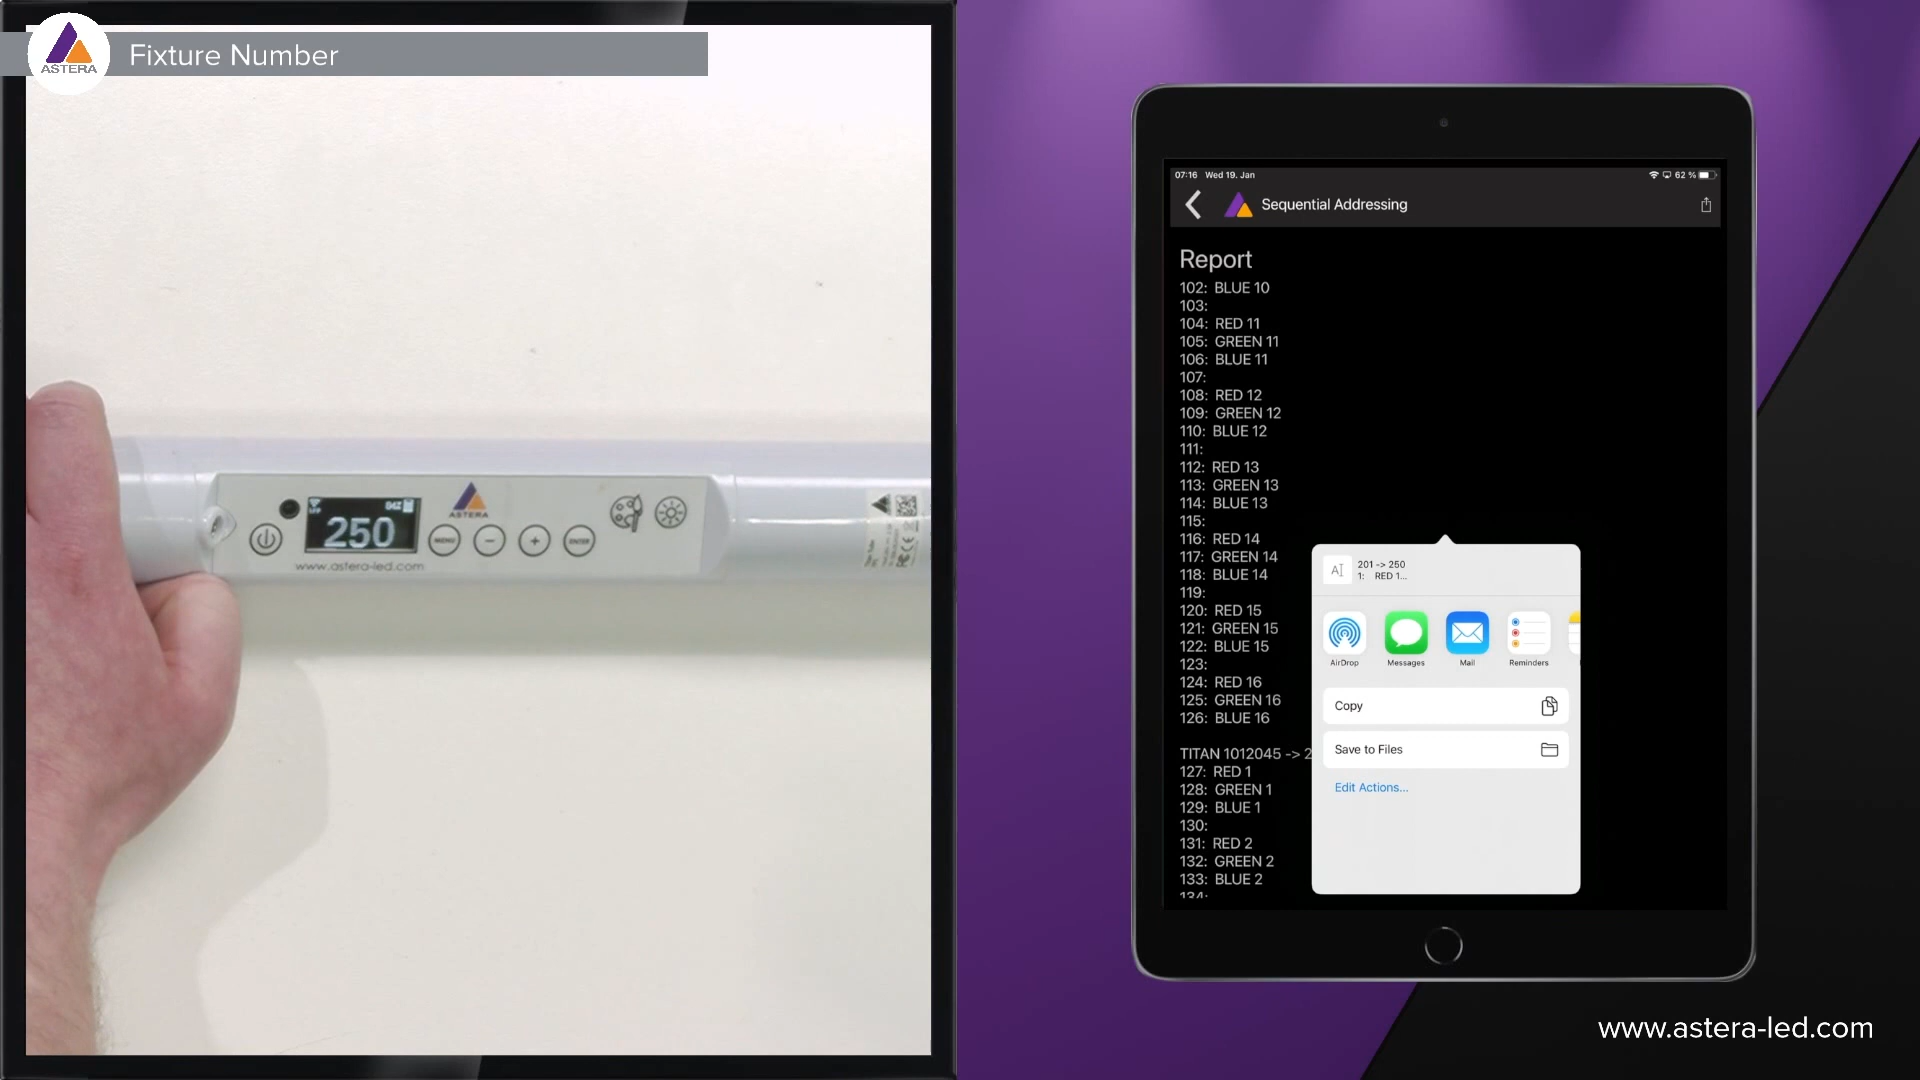 ASTERA
Fixture Number
250
ASTERA
MENU
ENTER
www.astera-led.com
07:16 Wed 19. Jan
62 %
Sequential Addressing
Report
102: BLUE 10
103:
104: RED 11
105: GREEN 11
106: BLUE 11
107:
108: RED 12
109: GREEN 12
110: BLUE 12
111:
112: RED 13
113: GREEN 13
114: BLUE 13
115:
116: RED 14
117: GREEN 14
118: BLUE 14
119:
120: RED 15
121: GREEN 15
122: BLUE 15
123:
124: RED 16
125: GREEN 16
126: BLUE 16
TITAN 1012045 -> 2
127: RED 1
128: GREEN 1
129: BLUE 1
130:
131: RED 2
132: GREEN 2
133: BLUE 2
134:
201 -> 250
1: RED 1...
AirDrop
Messages
Mail
Reminders
Copy
Save to Files
Edit Actions...
www.astera-led.com